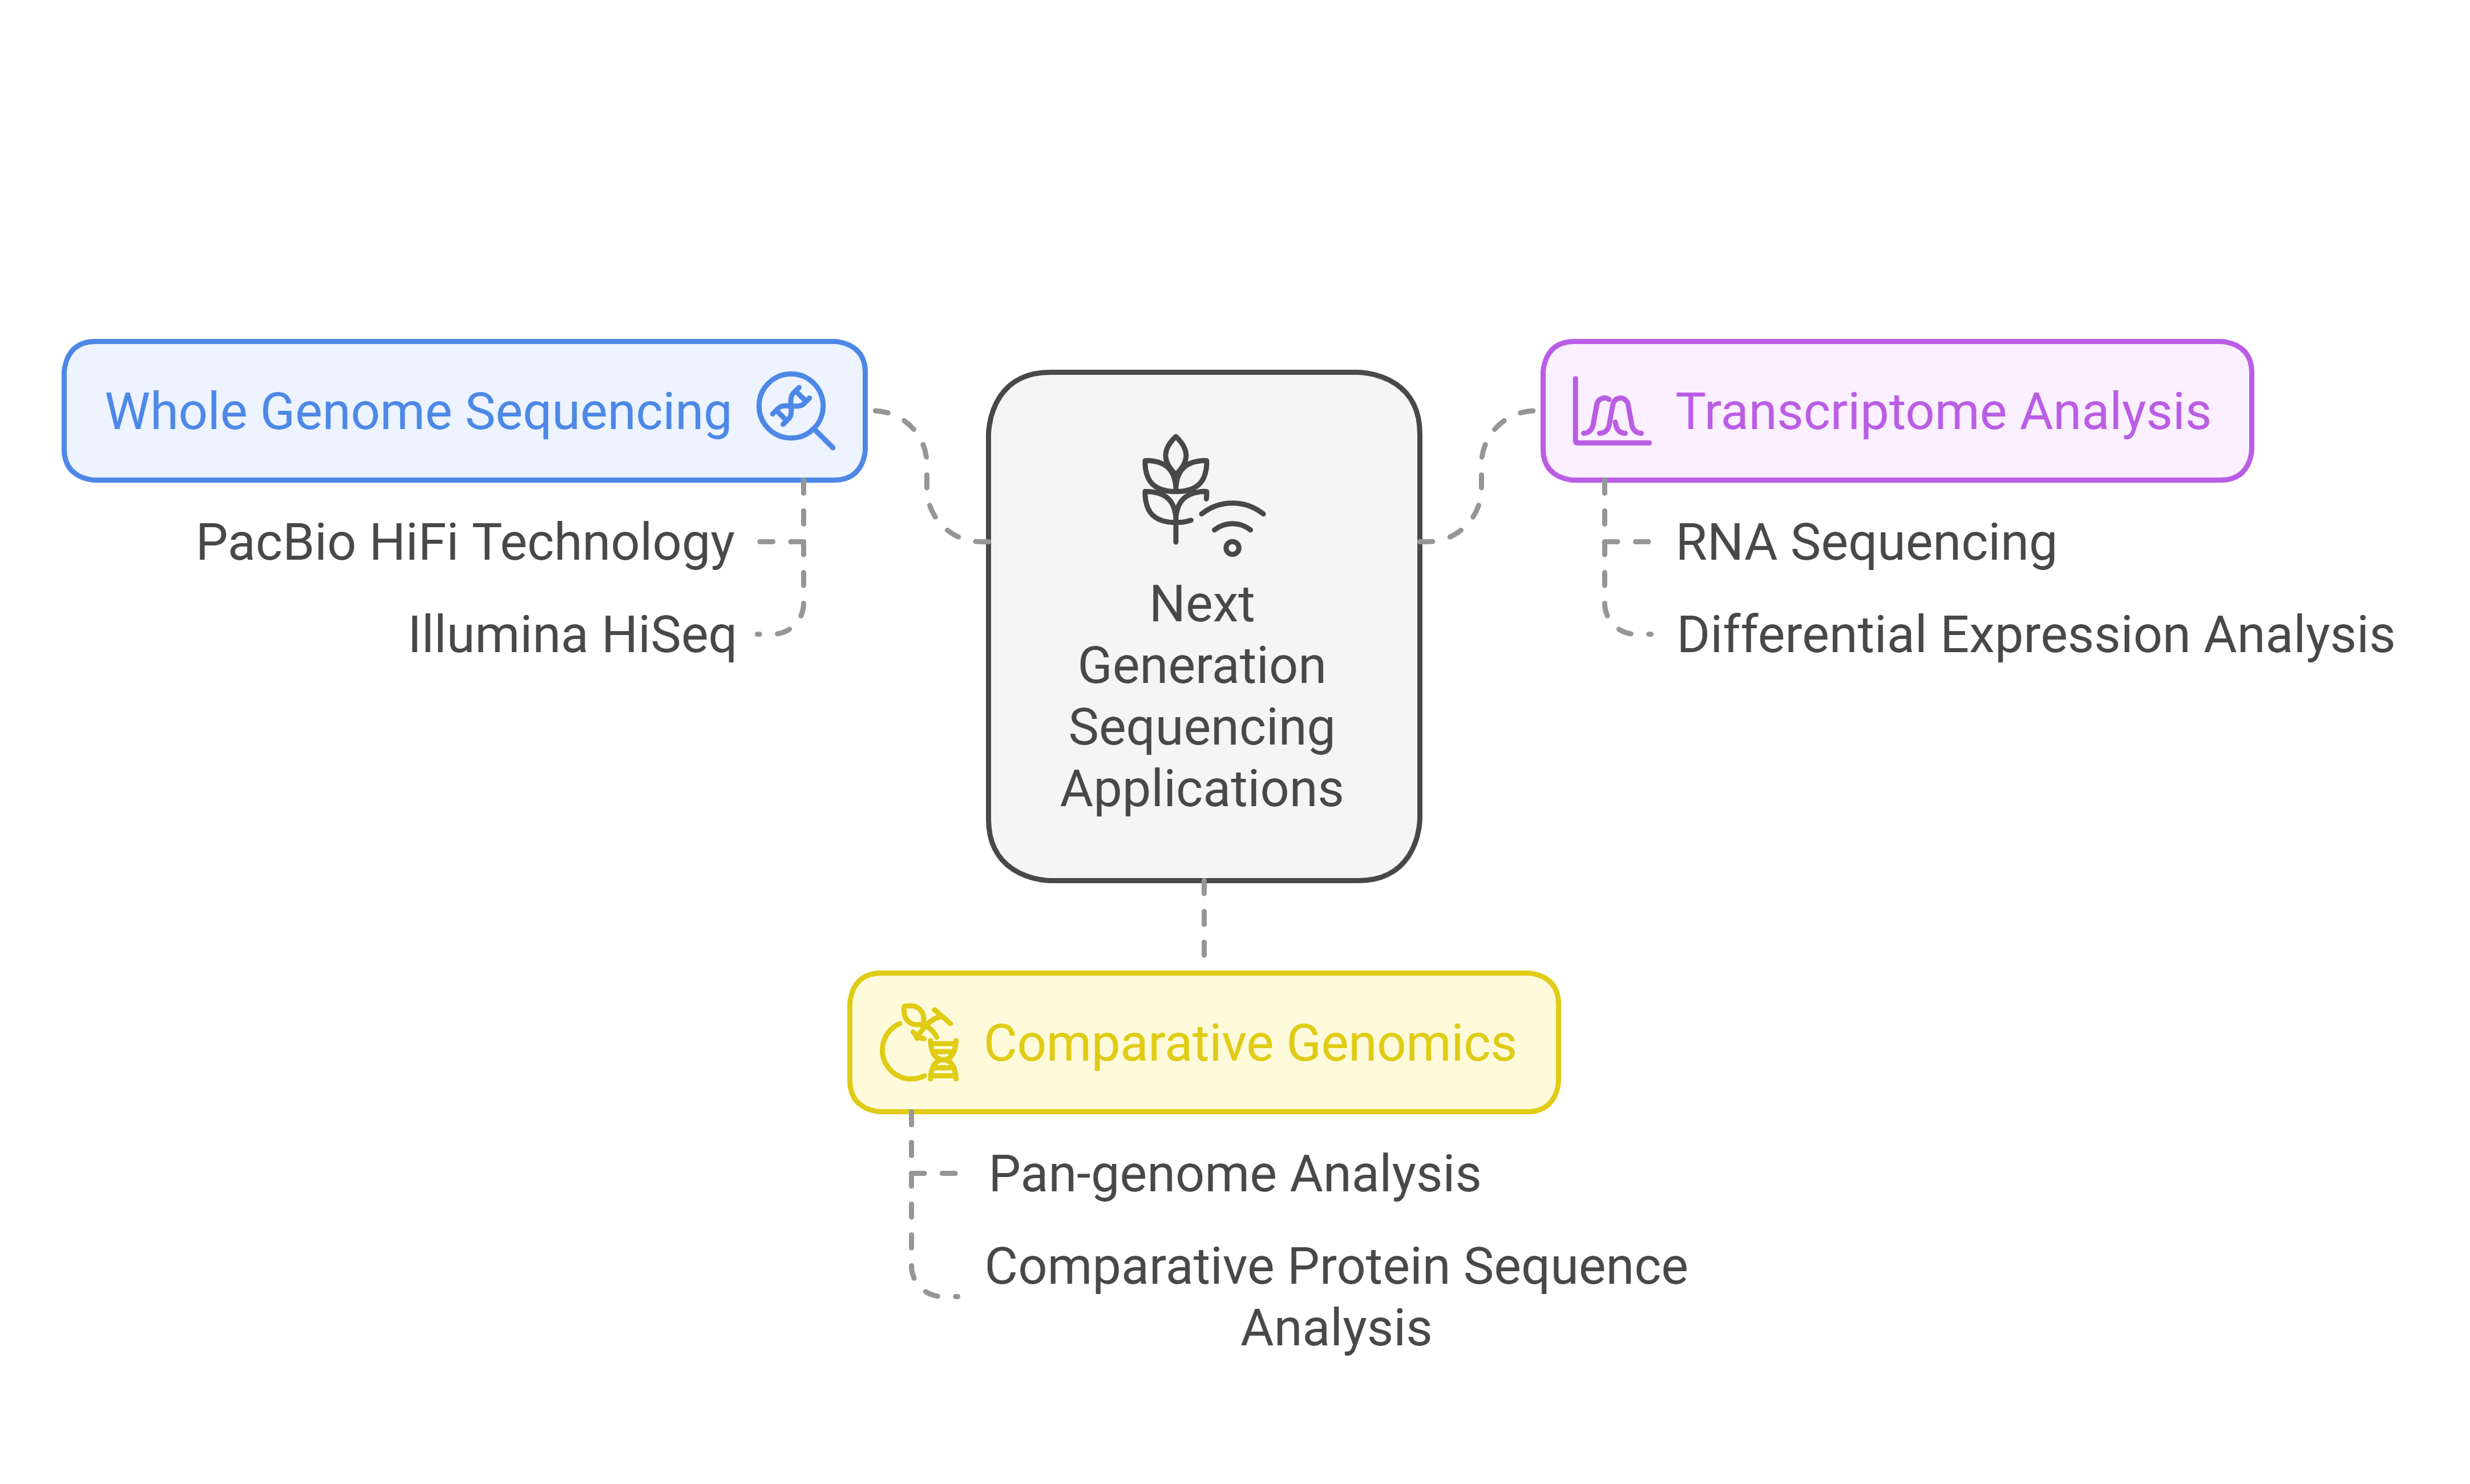 Whole Genome Sequencing
PacBio HiFi Technology
Illumina HiSeq
Next
Generation
Sequencing
Applications
Transcriptome Analysis
RNA Sequencing
Differential Expression Analysis
Comparative Genomics
Pan-genome Analysis
Comparative Protein Sequence
Analysis